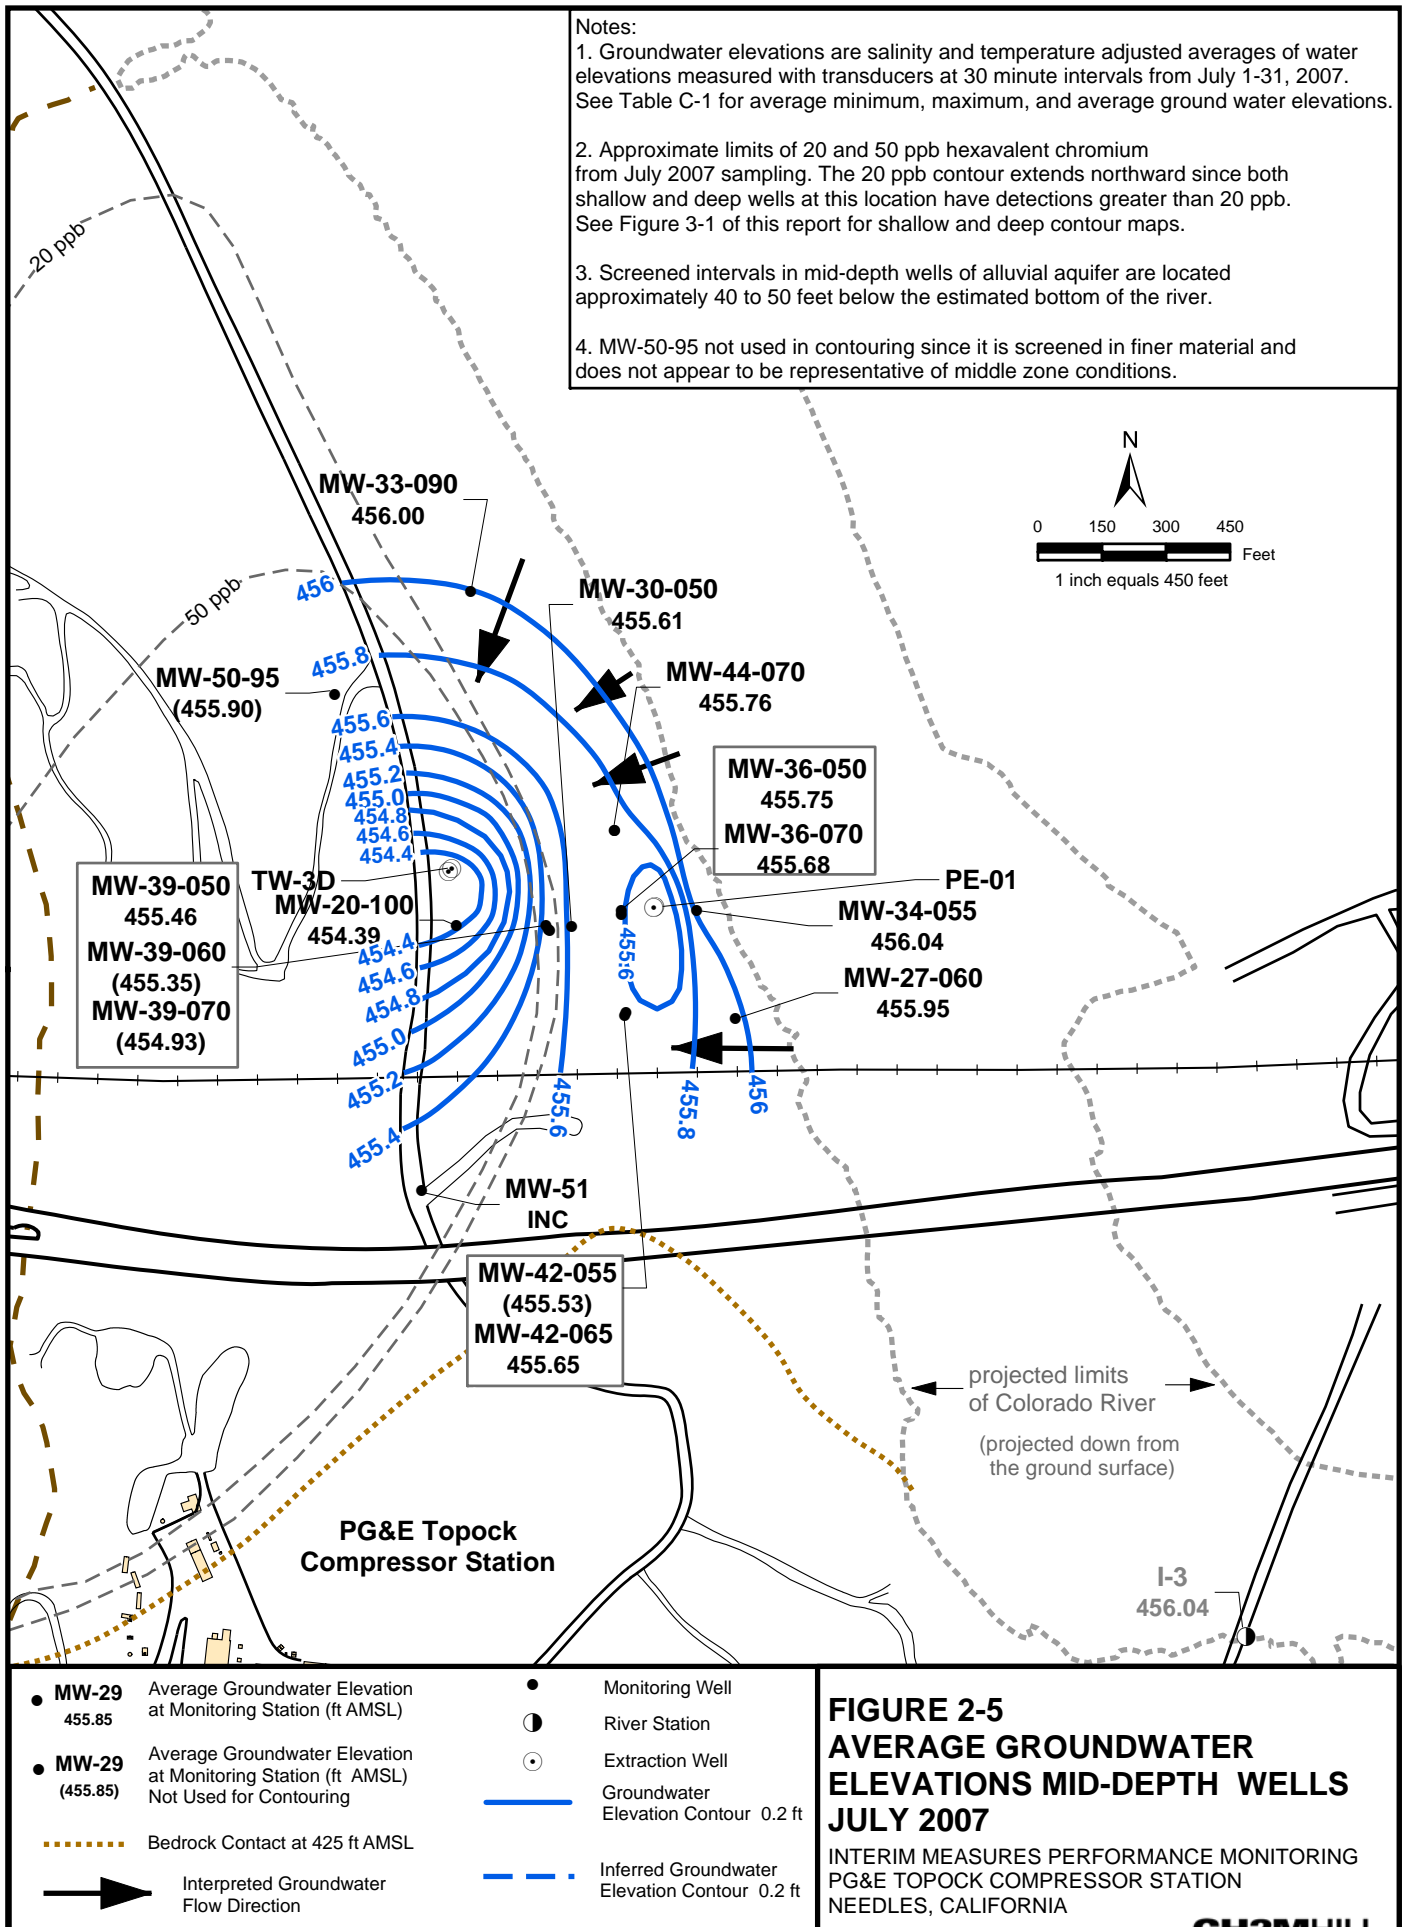 Notes:
1. Groundwater elevations are salinity and temperature adjusted averages of water
elevations measured with transducers at 30 minute intervals from July 1-31, 2007.
See Table C-1 for average minimum, maximum, and average ground water elevations.
2. Approximate limits of 20 and 50 ppb hexavalent chromium
from July 2007 sampling. The 20 ppb contour extends northward since both
shallow and deep wells at this location have detections greater than 20 ppb.
See Figure 3-1 of this report for shallow and deep contour maps.
3. Screened intervals in mid-depth wells of alluvial aquifer are located
approximately 40 to 50 feet below the estimated bottom of the river.
4. MW-50-95 not used in contouring since it is screened in finer material and
does not appear to be representative of middle zone conditions.
20 ppb
N
0 150 300 450
Feet
1 inch equals 450 feet
MW-33-090
456.00
50 ppb
456
MW-30-050
455.61
455.8
MW-50-95
(455.90)
MW-44-070
455.76
455.6
455.4
455.2
455.0
454.8
454.6
454.4
MW-36-050
455.75
MW-36-070
455.68
TW-3D
MW-20-100
454.39
PE-01
MW-34-055
456.04
MW-27-060
455.95
MW-39-050
455.46
MW-39-060
(455.35)
MW-39-070
(454.93)
454.4
454.6
454.8
455.0
455.2
455.4
455.6
455.6
455.8
456
MW-51
INC
MW-42-055
(455.53)
MW-42-065
455.65
projected limits
of Colorado River
(projected down from
the ground surface)
PG&E Topock
Compressor Station
I-3
456.04
MW-29
455.85
Average Groundwater Elevation
at Monitoring Station (ft AMSL)
MW-29
(455.85)
Average Groundwater Elevation
at Monitoring Station (ft AMSL)
Not Used for Contouring
Bedrock Contact at 425 ft AMSL
Interpreted Groundwater
Flow Direction
Monitoring Well
River Station
Extraction Well
Groundwater
Elevation Contour 0.2 ft
Inferred Groundwater
Elevation Contour 0.2 ft
FIGURE 2-5
AVERAGE GROUNDWATER
ELEVATIONS MID-DEPTH WELLS
JULY 2007
INTERIM MEASURES PERFORMANCE MONITORING
PG&E TOPOCK COMPRESSOR STATION
NEEDLES, CALIFORNIA